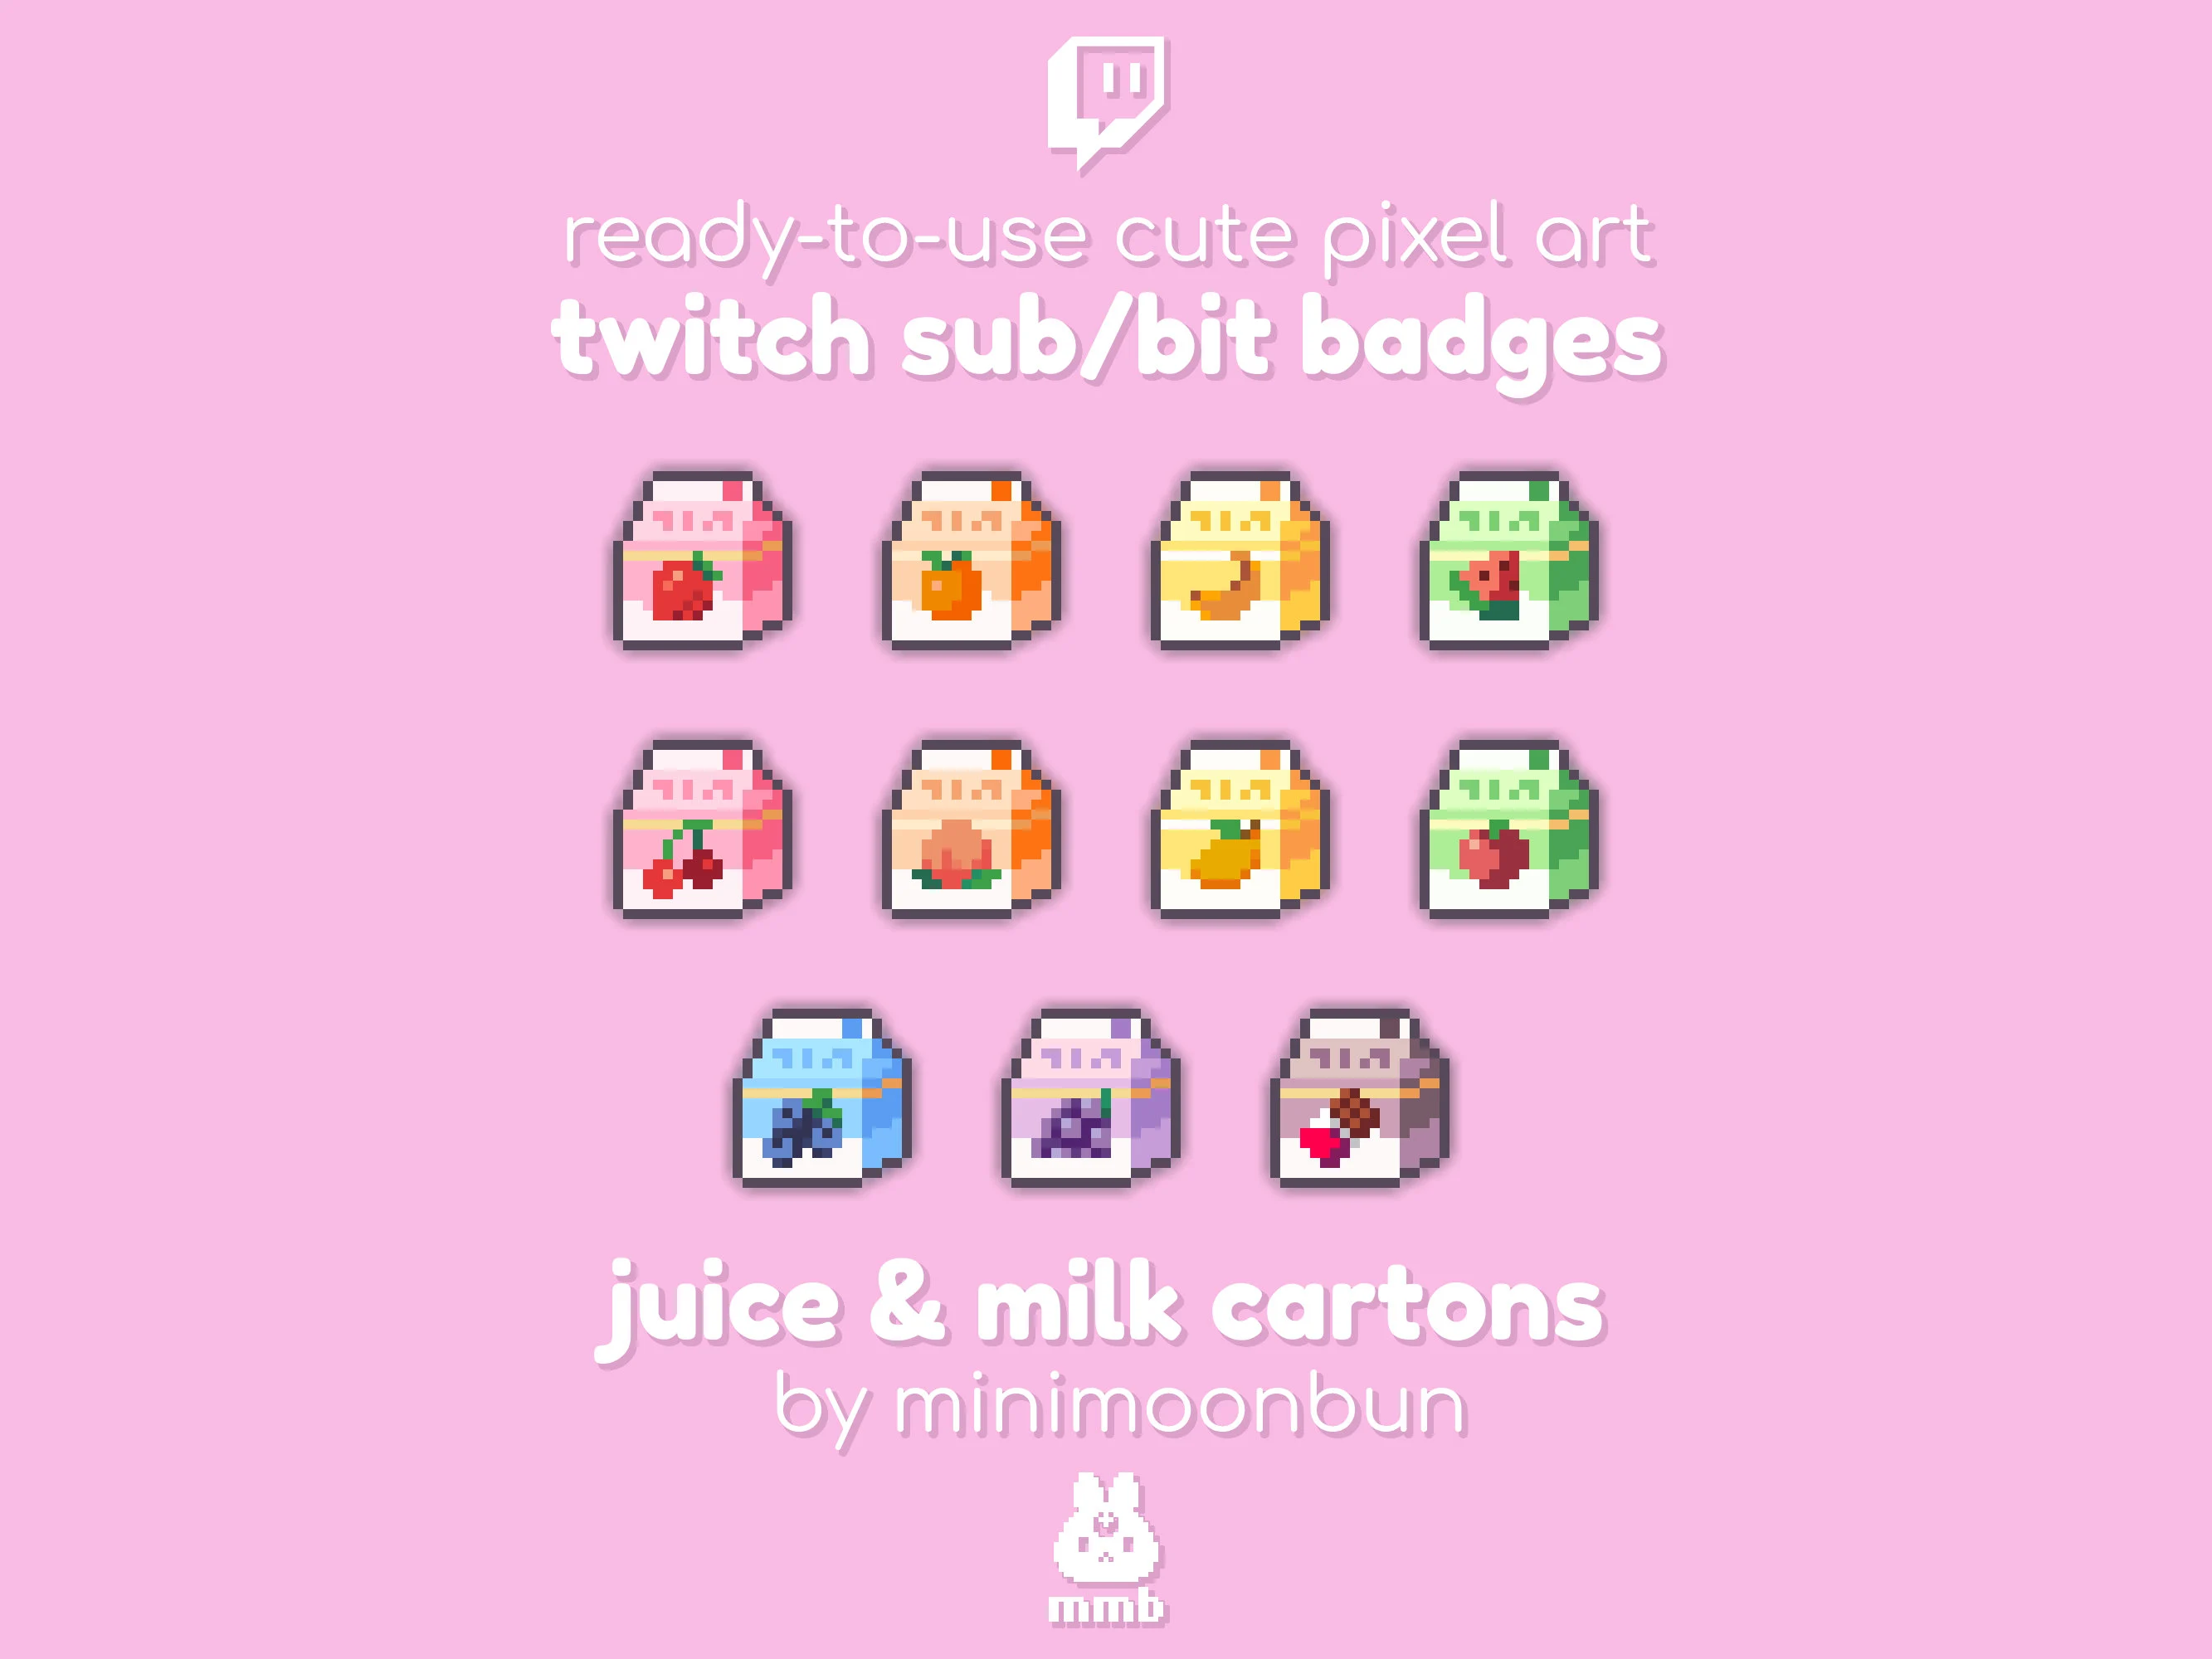 ready-to-use cute pixel art
twitch sub/bit badges
juice & milk cartons
by minimoonbun
mmb